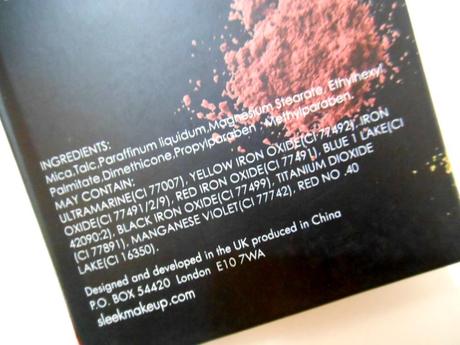 INGREDIENTS:
Mica,Talc,Paraffinum liquidum,Magnesium Stearate, Ethylhexyl
Palmitate,Dimethicone,Propylparaben , Methylparaben.
MAY CONTAIN:
ULTRAMARINE(CI 77007), YELLOW IRON OXIDE(CI 77492), IRON
OXIDE(CI 77491/2/9), RED IRON OXIDE(CI 77491), BLUE 1 LAKE(CI
42090:2), BLACK IRON OXIDE(CI 77499), TITANIUM DIOXIDE
(CI 77891), MANGANESE VIOLET(CI 77742), RED NO .40
LAKE(CI 16350).
Designed and developed in the UK produced in China
P.O. BOX 54420 London E10 7WA
sleekmakeup.com